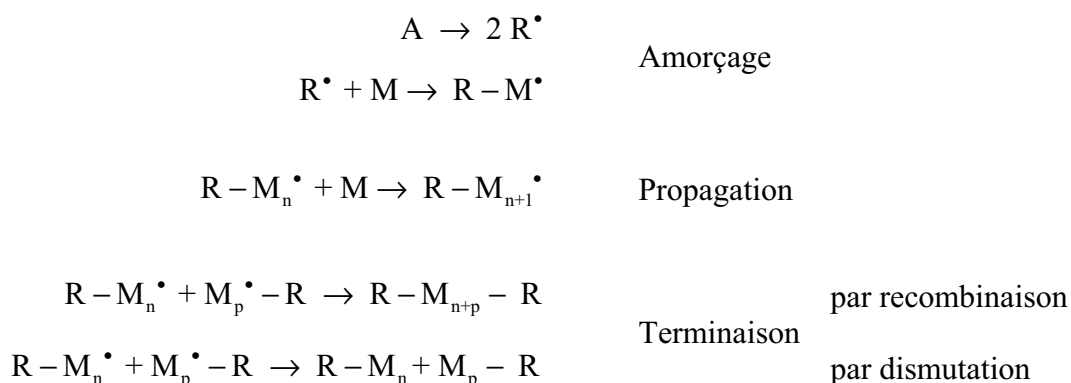 A → 2 R•
Amorçage
R• + M → R – M•
R – Mₙ• + M → R – Mₙ₊₁•
Propagation
R – Mₙ• + Mₚ• – R → R – Mₙ₊ₚ – R
par recombinaison
Terminaison
R – Mₙ• + Mₚ• – R → R – Mₙ + Mₚ – R
par dismutation